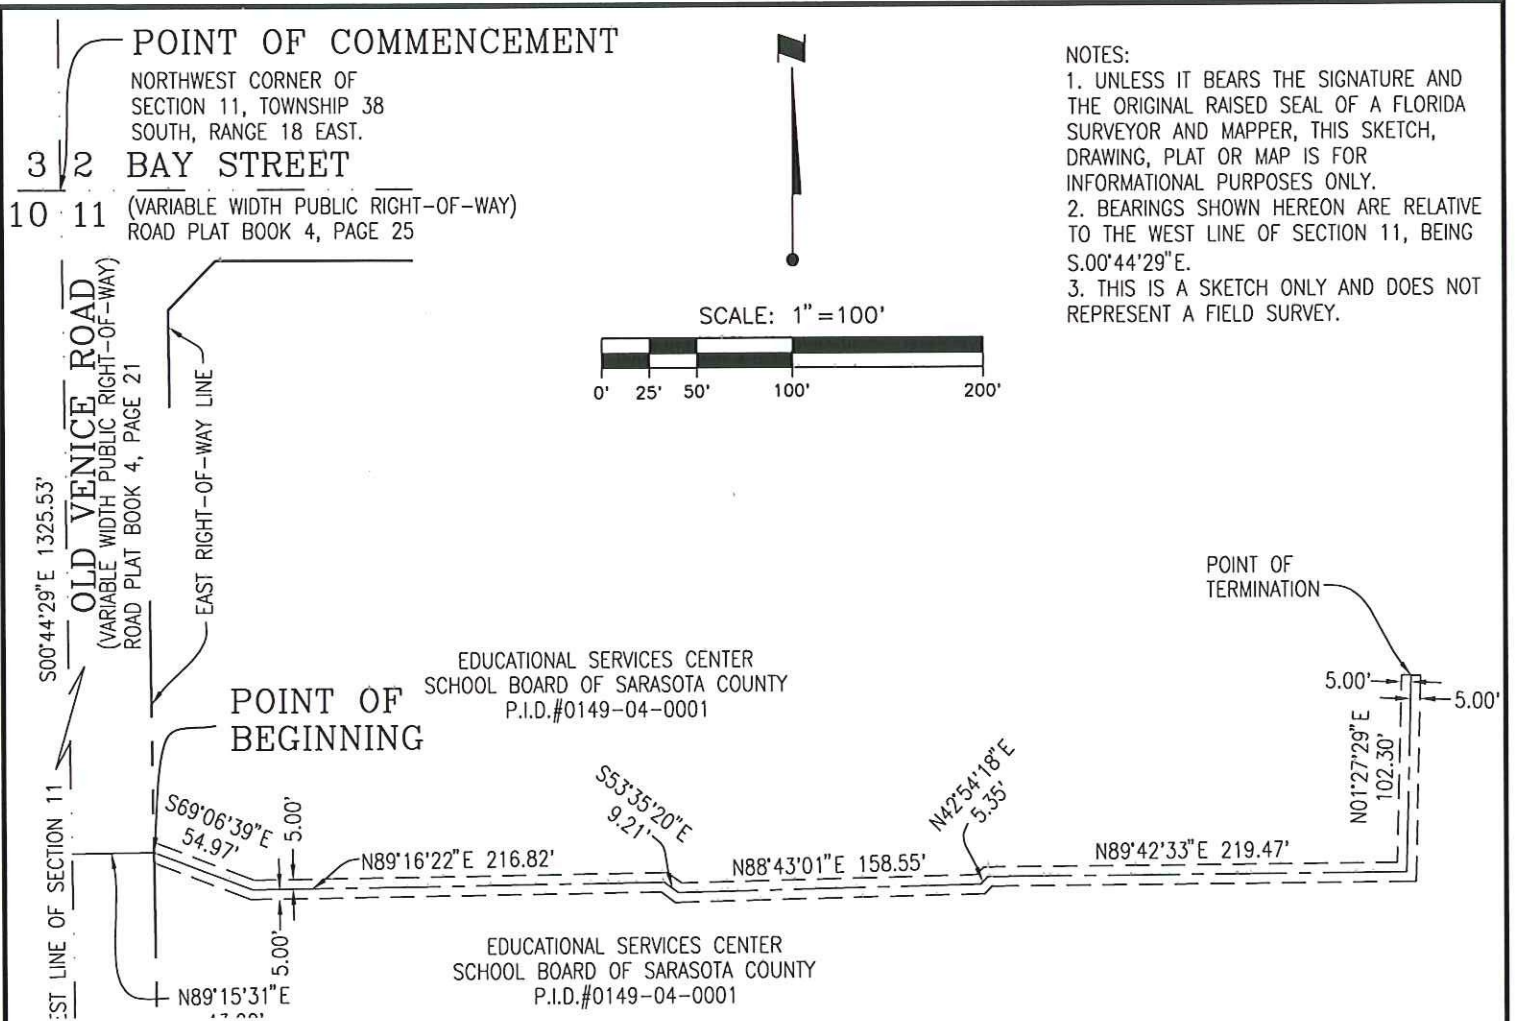 POINT OF COMMENCEMENT
NORTHWEST CORNER OF
SECTION 11, TOWNSHIP 38
SOUTH, RANGE 18 EAST.
3 2
BAY STREET
10 11
(VARIABLE WIDTH PUBLIC RIGHT-OF-WAY)
ROAD PLAT BOOK 4, PAGE 25
NOTES:
1. UNLESS IT BEARS THE SIGNATURE AND
THE ORIGINAL RAISED SEAL OF A FLORIDA
SURVEYOR AND MAPPER, THIS SKETCH,
DRAWING, PLAT OR MAP IS FOR
INFORMATIONAL PURPOSES ONLY.
2. BEARINGS SHOWN HEREON ARE RELATIVE
TO THE WEST LINE OF SECTION 11, BEING
S.00°44'29"E.
3. THIS IS A SKETCH ONLY AND DOES NOT
REPRESENT A FIELD SURVEY.
SCALE: 1"=100'
0' 25' 50' 100' 200'
S00°44'29"E 1325.53'
OLD VENICE ROAD
(VARIABLE WIDTH PUBLIC RIGHT-OF-WAY)
ROAD PLAT BOOK 4, PAGE 21
EAST RIGHT-OF-WAY LINE
POINT OF
TERMINATION
EDUCATIONAL SERVICES CENTER
SCHOOL BOARD OF SARASOTA COUNTY
P.I.D.#0149-04-0001
POINT OF
BEGINNING
5.00'
5.00'
N01°27'29"E
102.30'
S69°06'39"E
54.97'
5.00'
N89°16'22"E 216.82'
S53°35'20"E
9.21'
N88°43'01"E 158.55'
N42°54'18"E
5.35'
N89°42'33"E 219.47'
5.00'
EDUCATIONAL SERVICES CENTER
SCHOOL BOARD OF SARASOTA COUNTY
P.I.D.#0149-04-0001
EST LINE OF SECTION 11
N89°15'31"E